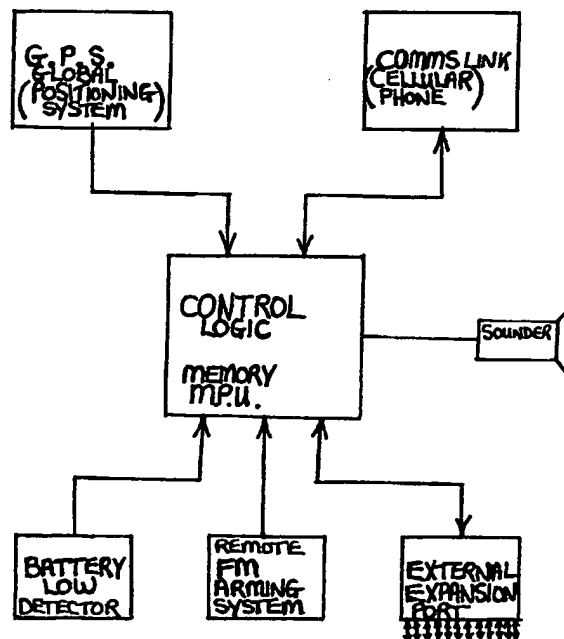 G.P.S.
GLOBAL
(POSITIONING)
SYSTEM
COMMS LINK
(CELLULAR)
PHONE
CONTROL
LOGIC
MEMORY
M.P.U.
SOUNDER
BATTERY
LOW
DETECTOR
REMOTE
FM
ARMING
SYSTEM
EXTERNAL
EXPANSION
PORT